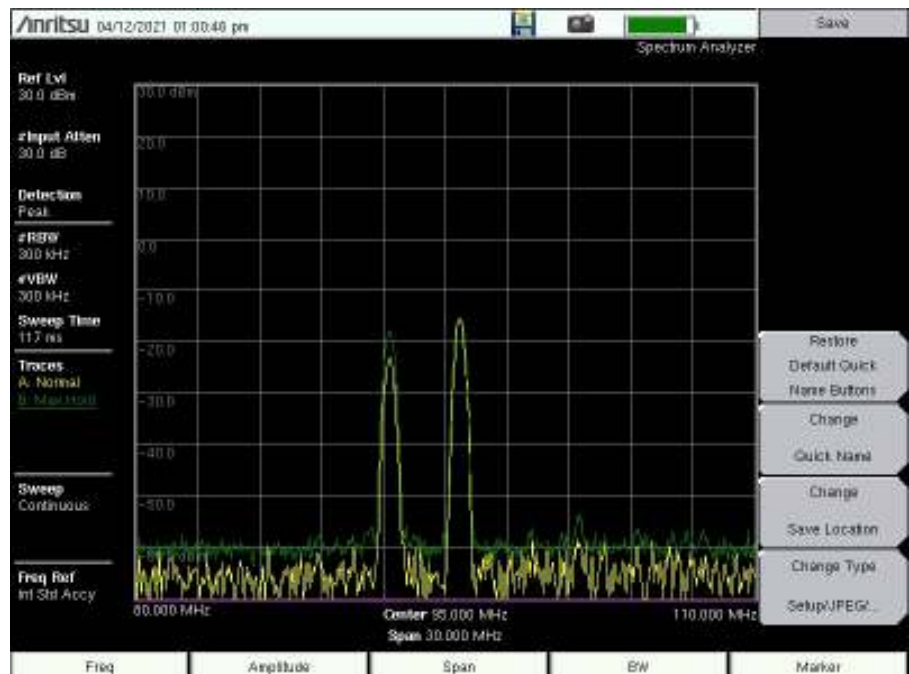 Anritsu 04/12/2021 01:00:46 pm
Save
Spectrum Analyzer
Ref Lvl
30.0 dBm
#Input Atten
30.0 dB
Detection
Peak
#RBW
300 kHz
#VBW
300 kHz
Sweep Time
117 ms
Traces
A: Normal
B: Max Hold
Sweep
Continuous
Freq Ref
Int Std Accy
30.0 dBm
20.0
10.0
0.0
-10.0
-20.0
-30.0
-40.0
-50.0
80.000 MHz
Center 95.000 MHz
110.000 MHz
Span 30.000 MHz
Restore
Default Quick
Name Buttons
Change
Quick Name
Change
Save Location
Change Type
Setup/JPEG/...
Freq
Amplitude
Span
BW
Marker